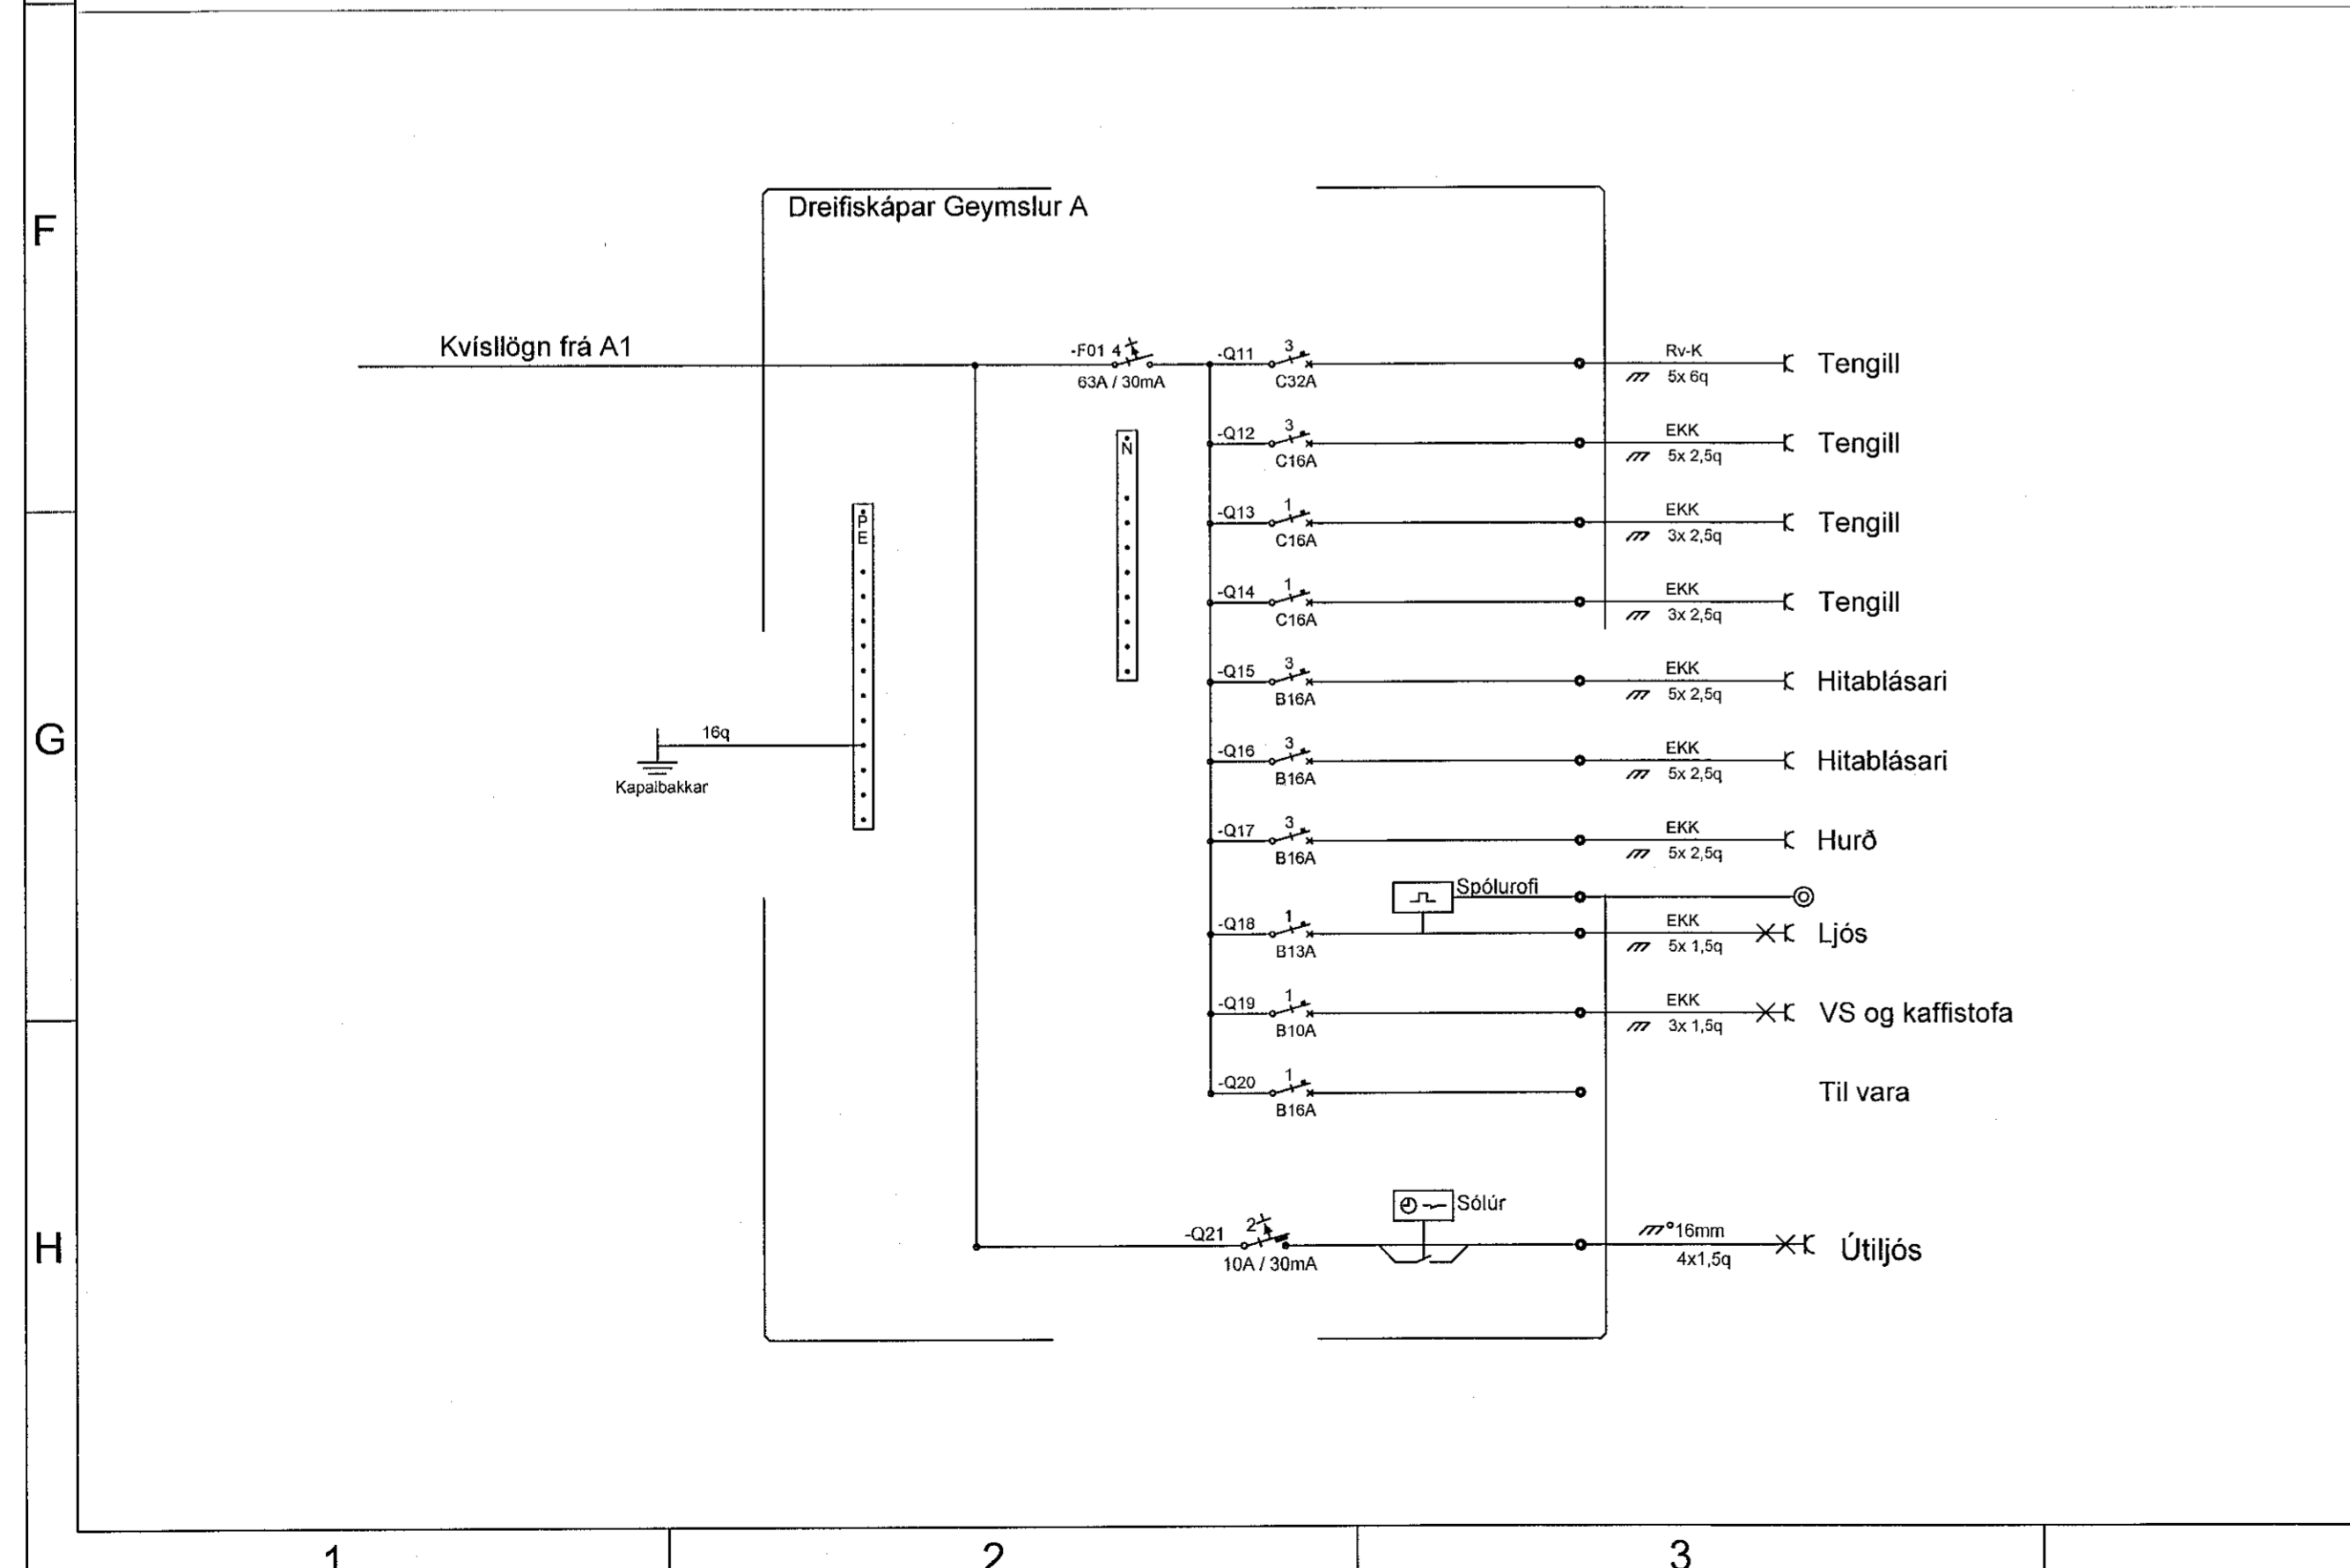 F
G
H
Dreifiskápar Geymslur A
Kvísllögn frá A1
-F01 4
63A / 30mA
N
PE
16q
Kapalbakkar
-Q11 3 C32A Rv-K 5x 6q Tengill
-Q12 3 C16A EKK 5x 2,5q Tengill
-Q13 1 C16A EKK 3x 2,5q Tengill
-Q14 1 C16A EKK 3x 2,5q Tengill
-Q15 3 B16A EKK 5x 2,5q Hitablásari
-Q16 3 B16A EKK 5x 2,5q Hitablásari
-Q17 3 B16A EKK 5x 2,5q Hurð
Spólurofi
-Q18 1 B13A EKK 5x 1,5q Ljós
-Q19 1 B10A EKK 3x 1,5q VS og kaffistofa
-Q20 1 B16A Til vara
Sólúr
-Q21 2 10A / 30mA 16mm 4x1,5q Útiljós
1 2 3